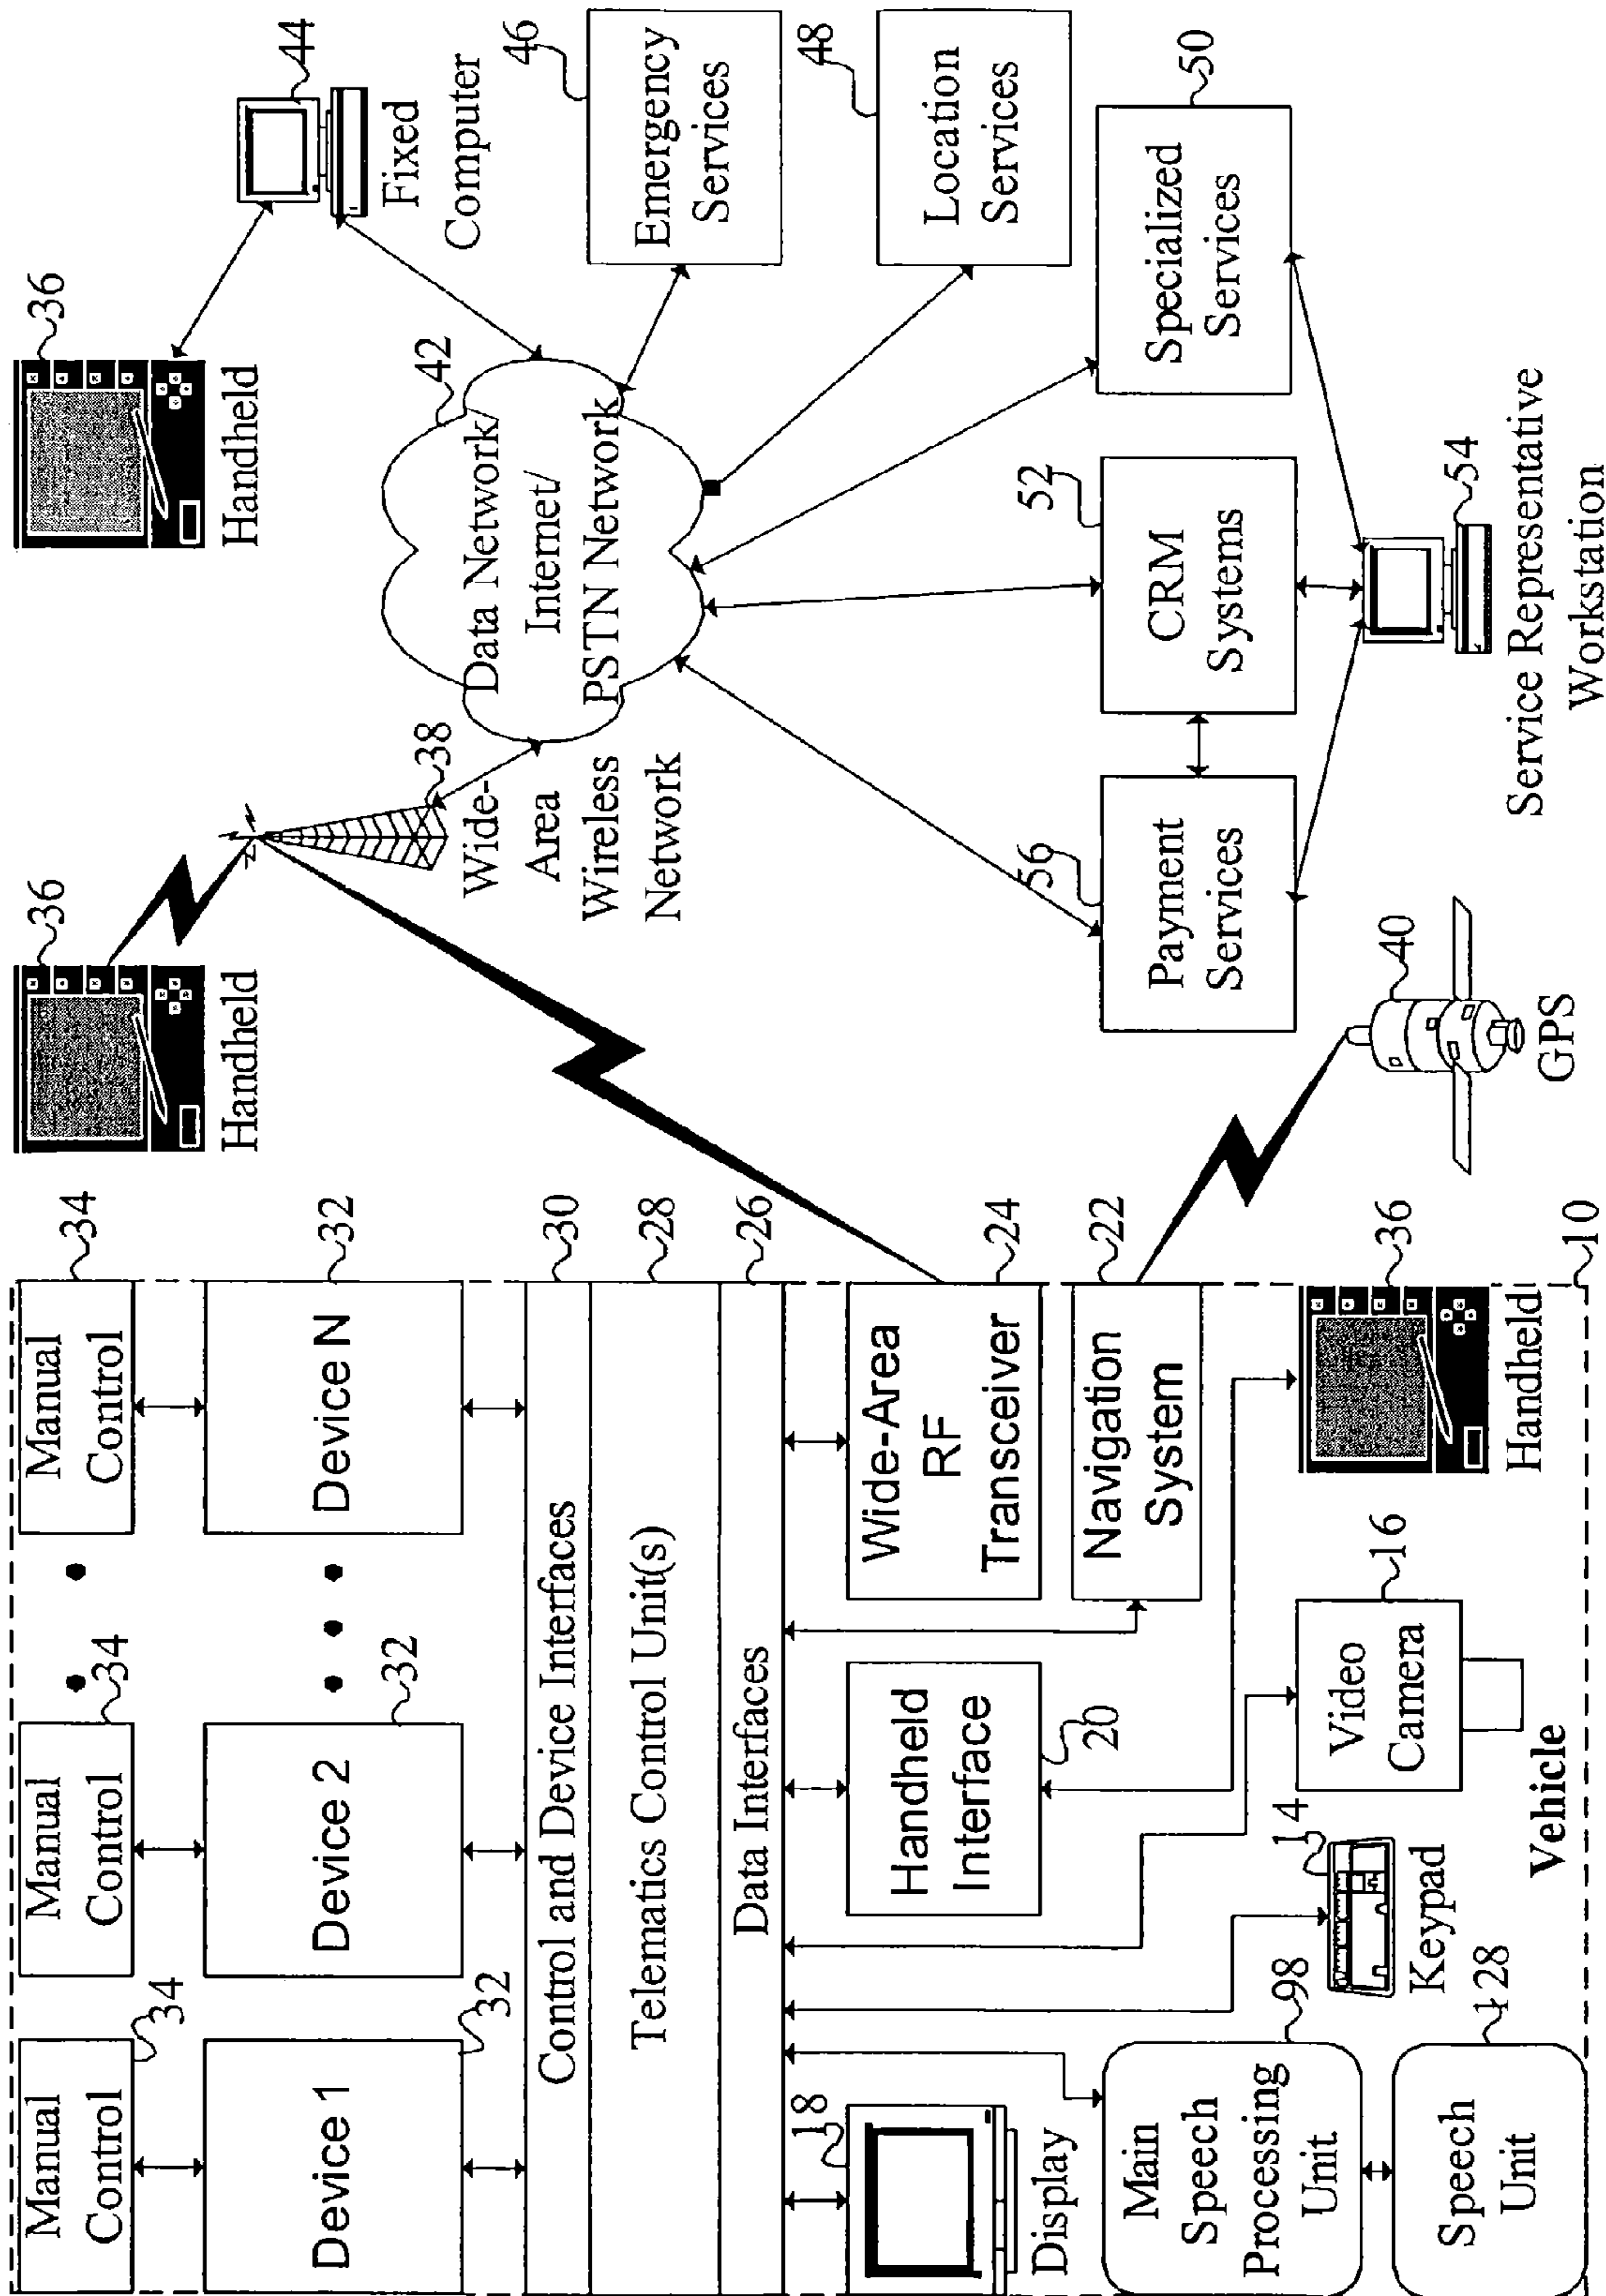 Manual
Control
34
Manual
Control
34
Manual
Control
34
Device 1
32
Device 2
32
Device N
32
Control and Device Interfaces
30
Telematics Control Unit(s)
28
Data Interfaces
26
18
Display
Handheld
Interface
20
Wide-Area
RF
Transceiver
24
Navigation
System
22
Main
Speech
Processing
Unit
98
Speech
Unit
128
14
Keypad
Video
Camera
16
36
Handheld
Vehicle
10
36
Handheld
36
Handheld
38
Wide-
Area
Wireless
Network
42
Data Network/
Internet/
PSTN Network
44
Fixed
Computer
46
Emergency
Services
48
Location
Services
50
Specialized
Services
52
CRM
Systems
56
Payment
Services
54
Service Representative
Workstation
40
GPS